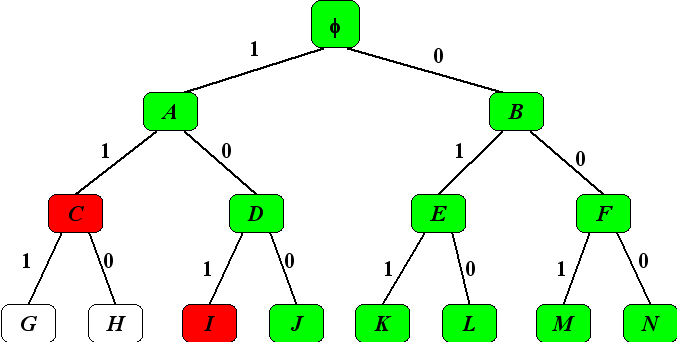 ϕ
1 0
A B
1 0 1 0
C D E F
1 0 1 0 1 0 1 0
G H I J K L M N